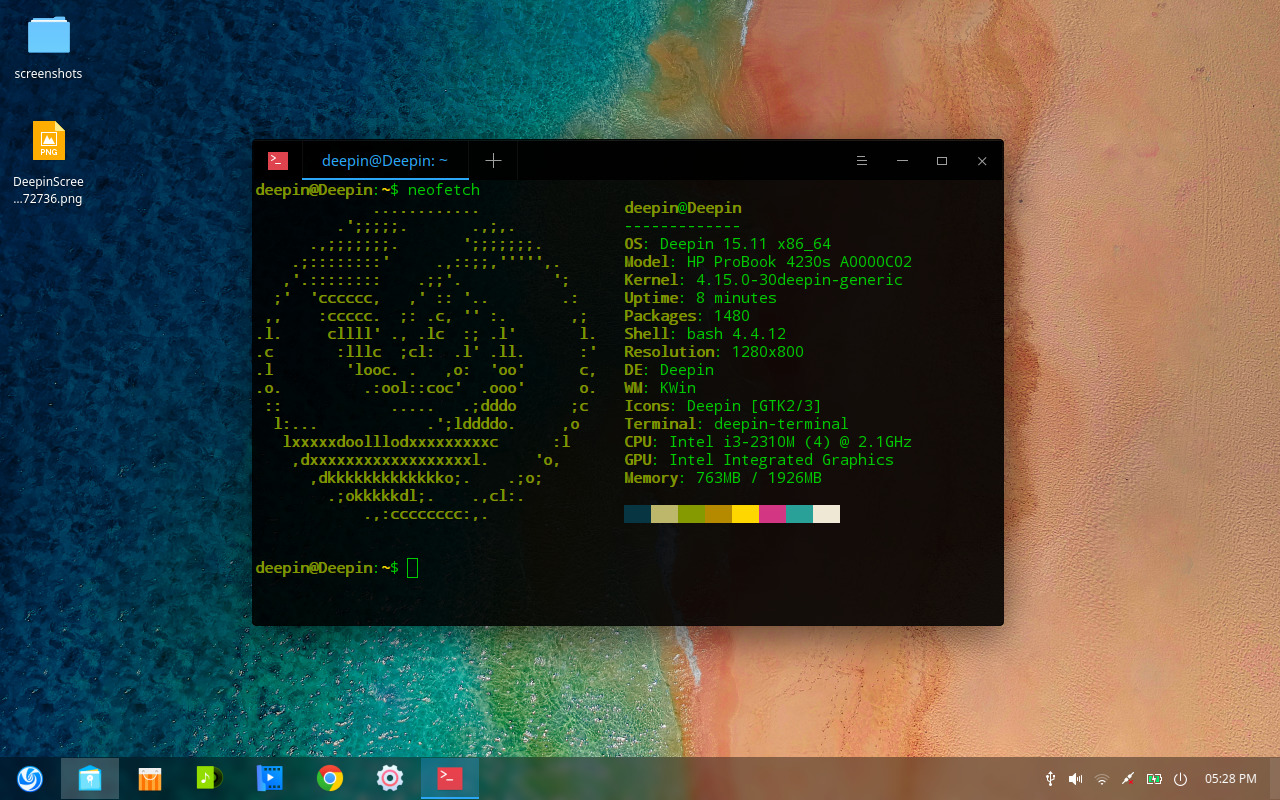 screenshots
PNG
DeepinScree
...72736.png
deepin@Deepin: ~
deepin@Deepin:~$ neofetch
deepin@Deepin
-------------
OS: Deepin 15.11 x86_64
Model: HP ProBook 4230s A0000C02
Kernel: 4.15.0-30deepin-generic
Uptime: 8 minutes
Packages: 1480
Shell: bash 4.4.12
Resolution: 1280x800
DE: Deepin
WM: KWin
Icons: Deepin [GTK2/3]
Terminal: deepin-terminal
CPU: Intel i3-2310M (4) @ 2.1GHz
GPU: Intel Integrated Graphics
Memory: 763MB / 1926MB
deepin@Deepin:~$
05:28 PM